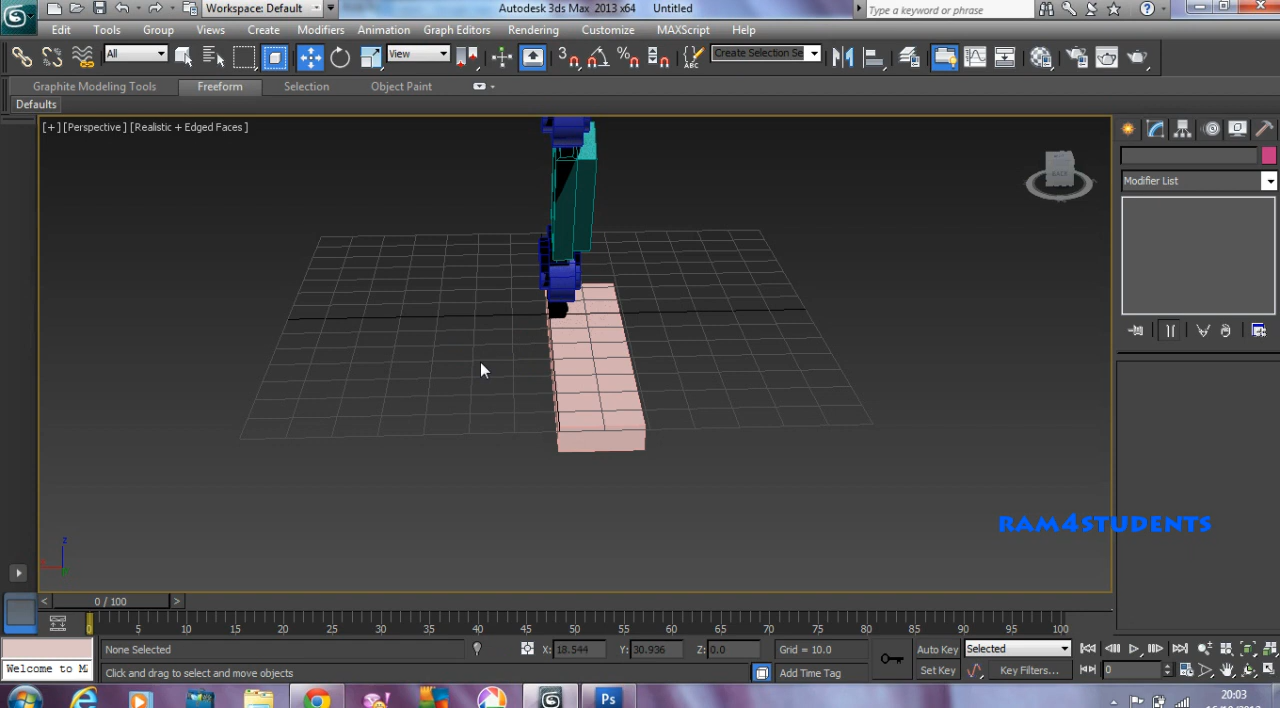 Workspace: Default
Autodesk 3ds Max 2013 x64
Untitled
Type a keyword or phrase
Edit
Tools
Group
Views
Create
Modifiers
Animation
Graph Editors
Rendering
Customize
MAXScript
Help
All
View
Create Selection Se
Graphite Modeling Tools
Freeform
Selection
Object Paint
Defaults
[ + ] [Perspective ] [Realistic + Edged Faces ]
BACK
Modifier List
RAM4STUDENTS
z
0 / 100
0 5 10 15 20 25 30 35 40 45 50 55 60 65 70 75 80 85 90 95 100
None Selected
X: 18.544
Y: 30.936
Z: 0.0
Grid = 10.0
Auto Key
Selected
Welcome to M
Click and drag to select and move objects
Add Time Tag
Set Key
Key Filters...
0
Ps
20:03